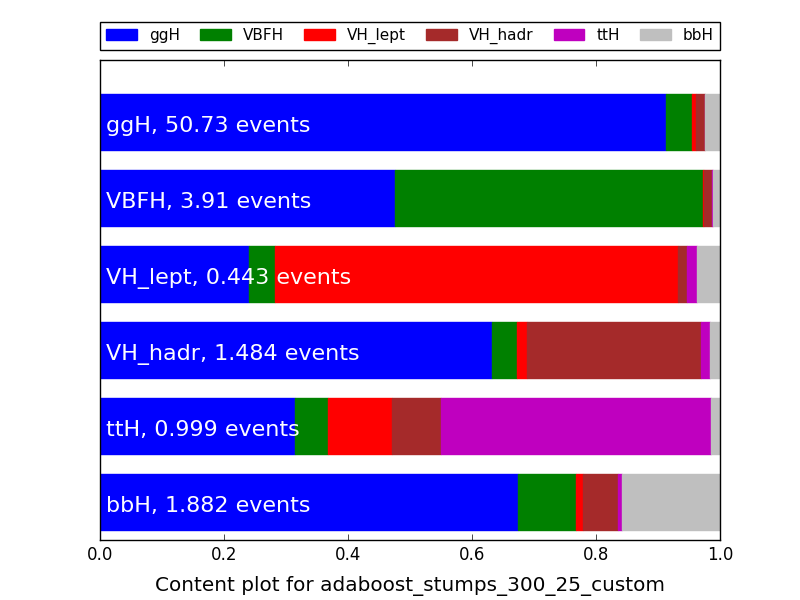 ggH VBFH VH_lept VH_hadr ttH bbH
ggH, 50.73 events
VBFH, 3.91 events
VH_lept, 0.443 events
VH_hadr, 1.484 events
ttH, 0.999 events
bbH, 1.882 events
0.0 0.2 0.4 0.6 0.8 1.0
Content plot for adaboost_stumps_300_25_custom